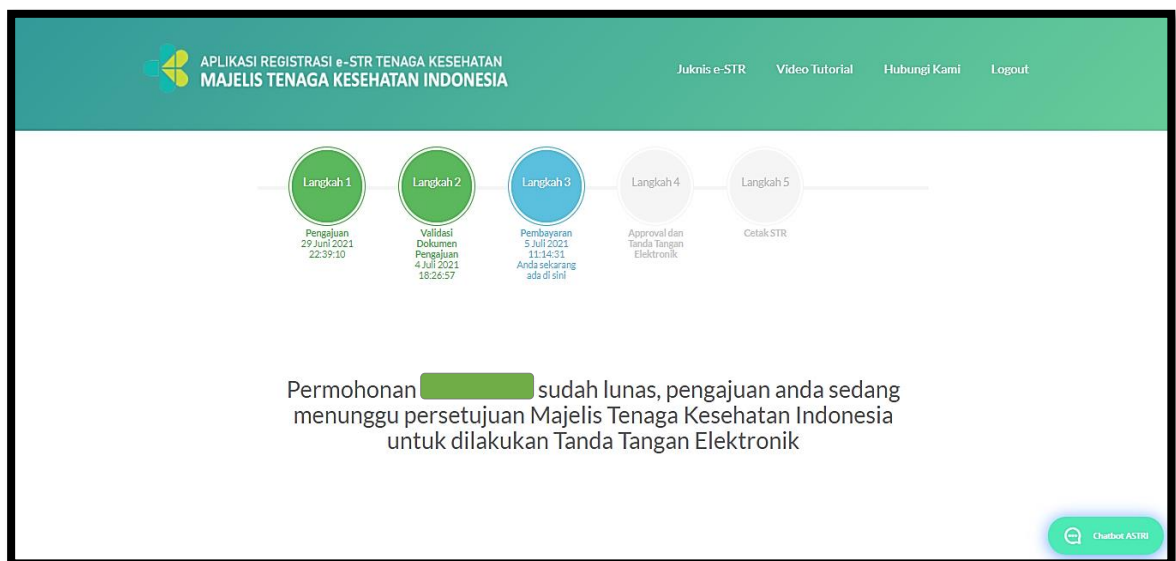 APLIKASI REGISTRASI e-STR TENAGA KESEHATAN
MAJELIS TENAGA KESEHATAN INDONESIA
Juknis e-STR
Video Tutorial
Hubungi Kami
Logout
Langkah 1
Pengajuan
29 Juni 2021
22:39:10
Langkah 2
Validasi
Dokumen
Pengajuan
4 Juli 2021
18:26:57
Langkah 3
Pembayaran
5 Juli 2021
11:14:31
Anda sekarang
ada di sini
Langkah 4
Approval dan
Tanda Tangan
Elektronik
Langkah 5
Cetak STR
Permohonan sudah lunas, pengajuan anda sedang
menunggu persetujuan Majelis Tenaga Kesehatan Indonesia
untuk dilakukan Tanda Tangan Elektronik
Chatbot ASTRI